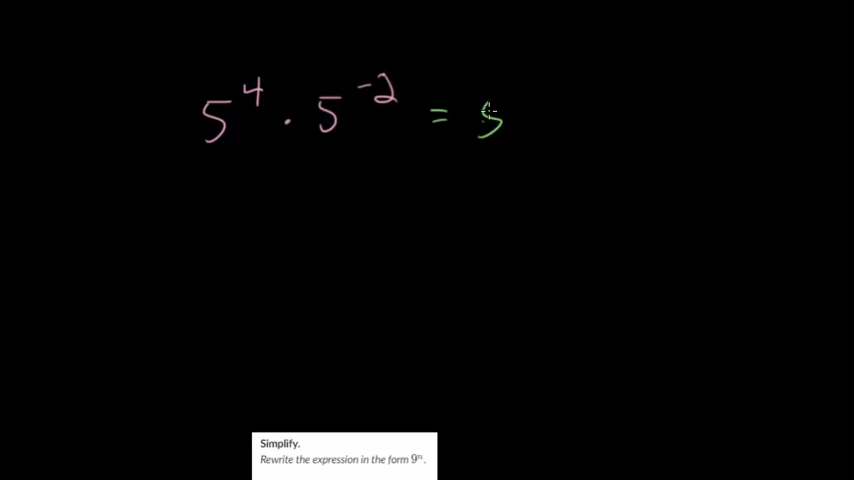 5⁴ · 5⁻² = 5
Simplify.
Rewrite the expression in the form 9ⁿ.